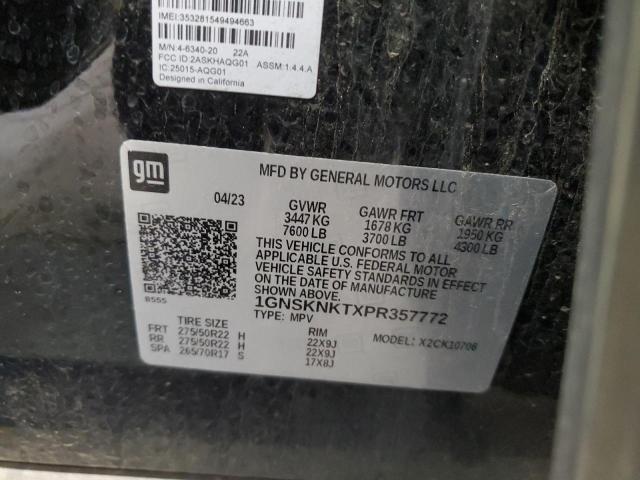 IMEI:353281549494663
M/N:4-6340-20 22A
FCC ID:2ASKHAQG01 ASSM:1.4.4.A
IC:25015-AQG01
Designed in California
gm
MFD BY GENERAL MOTORS LLC
04/23
GVWR GAWR FRT GAWR RR
3447 KG 1678 KG 1950 KG
7600 LB 3700 LB 4300 LB
THIS VEHICLE CONFORMS TO ALL
APPLICABLE U.S. FEDERAL MOTOR
VEHICLE SAFETY STANDARDS IN EFFECT
ON THE DATE OF MANUFACTURE
SHOWN ABOVE.
1GNSKNKTXPR357772
TYPE: MPV
B555
MODEL: X2CK10706
TIRE SIZE RIM
FRT 275/50R22 H 22X9J
RR 275/50R22 H 22X9J
SPA 265/70R17 S 17X8J